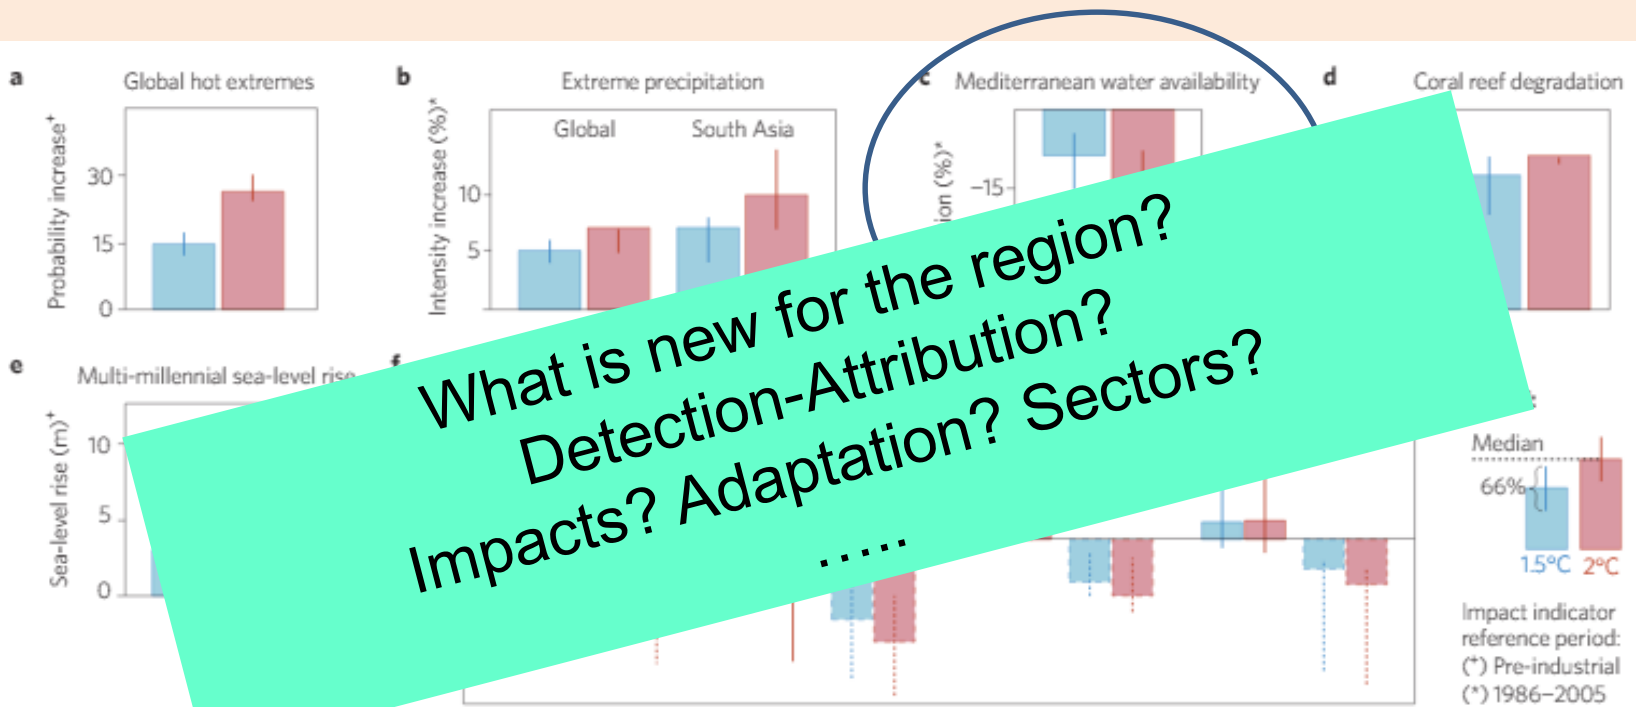 a Global hot extremes
b Extreme precipitation
c Mediterranean water availability
d Coral reef degradation
Probability increase⁺
30
15
0
Intensity increase (%)*
Global South Asia
10
5
ion (%)*
−15
What is new for the region?
Detection-Attribution?
Impacts? Adaptation? Sectors?
.....
e Multi-millennial sea-level rise
f
Sea-level rise (m)⁺
10
5
0
Median
66%
1.5°C 2°C
Impact indicator
reference period:
(⁺) Pre-industrial
(*) 1986–2005